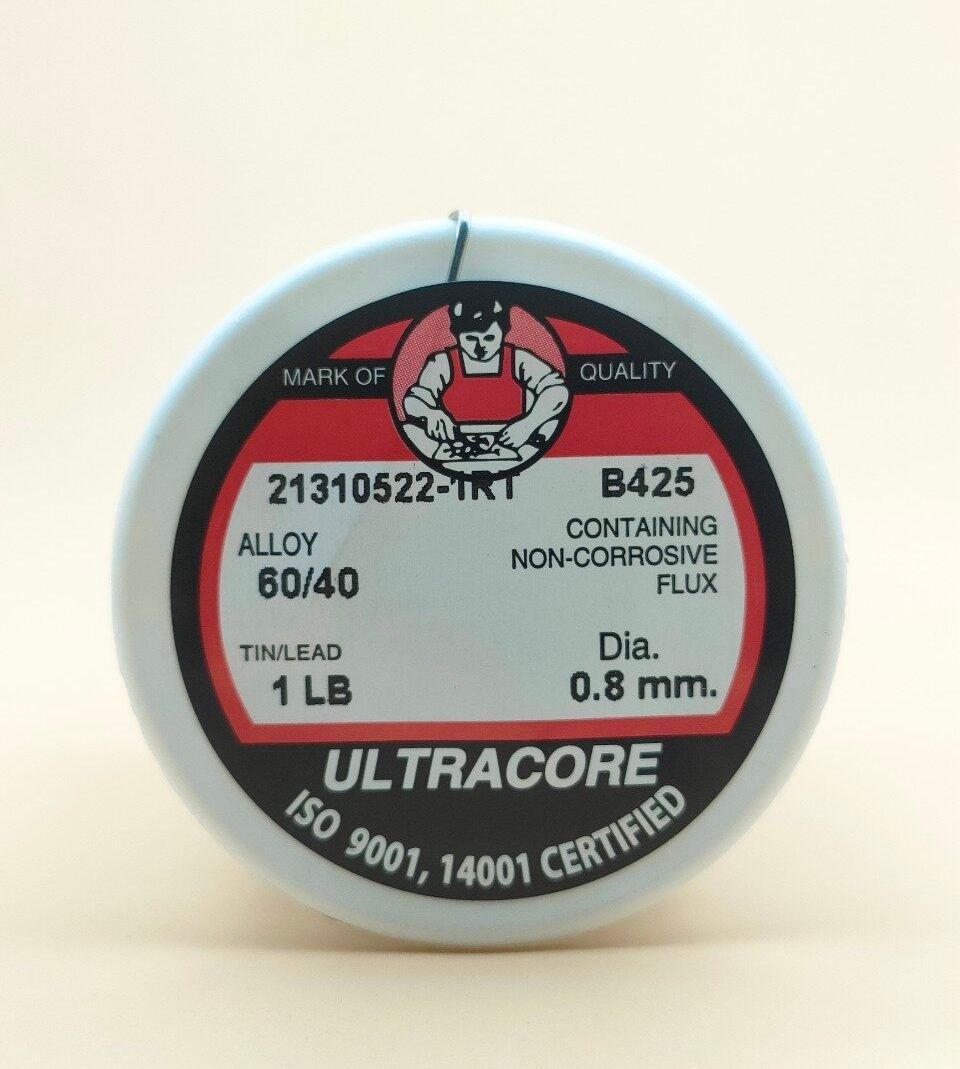 MARK OF QUALITY
21310522-1RT B425
ALLOY
60/40
CONTAINING
NON-CORROSIVE
FLUX
TIN/LEAD
1 LB
Dia.
0.8 mm.
ULTRACORE
ISO 9001, 14001 CERTIFIED